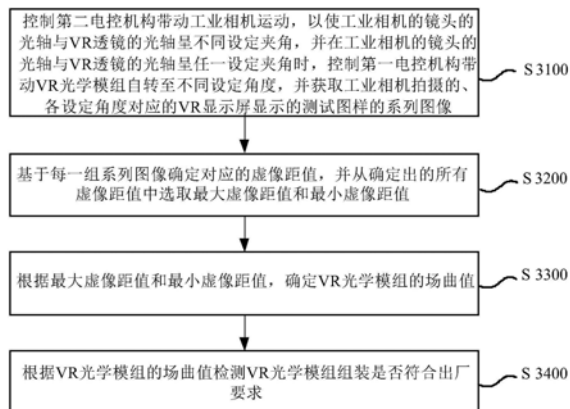 控制第二电控机构带动工业相机运动，以使工业相机的镜头的
光轴与VR透镜的光轴呈不同设定夹角，并在工业相机的镜头的
光轴与VR透镜的光轴呈任一设定夹角时，控制第一电控机构带
动VR光学模组自转至不同设定角度，并获取工业相机拍摄的、
各设定角度对应的VR显示屏显示的测试图样的系列图像
S 3100
基于每一组系列图像确定对应的虚像距值，并从确定出的所有
虚像距值中选取最大虚像距值和最小虚像距值
S 3200
根据最大虚像距值和最小虚像距值，确定VR光学模组的场曲值
S 3300
根据VR光学模组的场曲值检测VR光学模组组装是否符合出厂
要求
S 3400